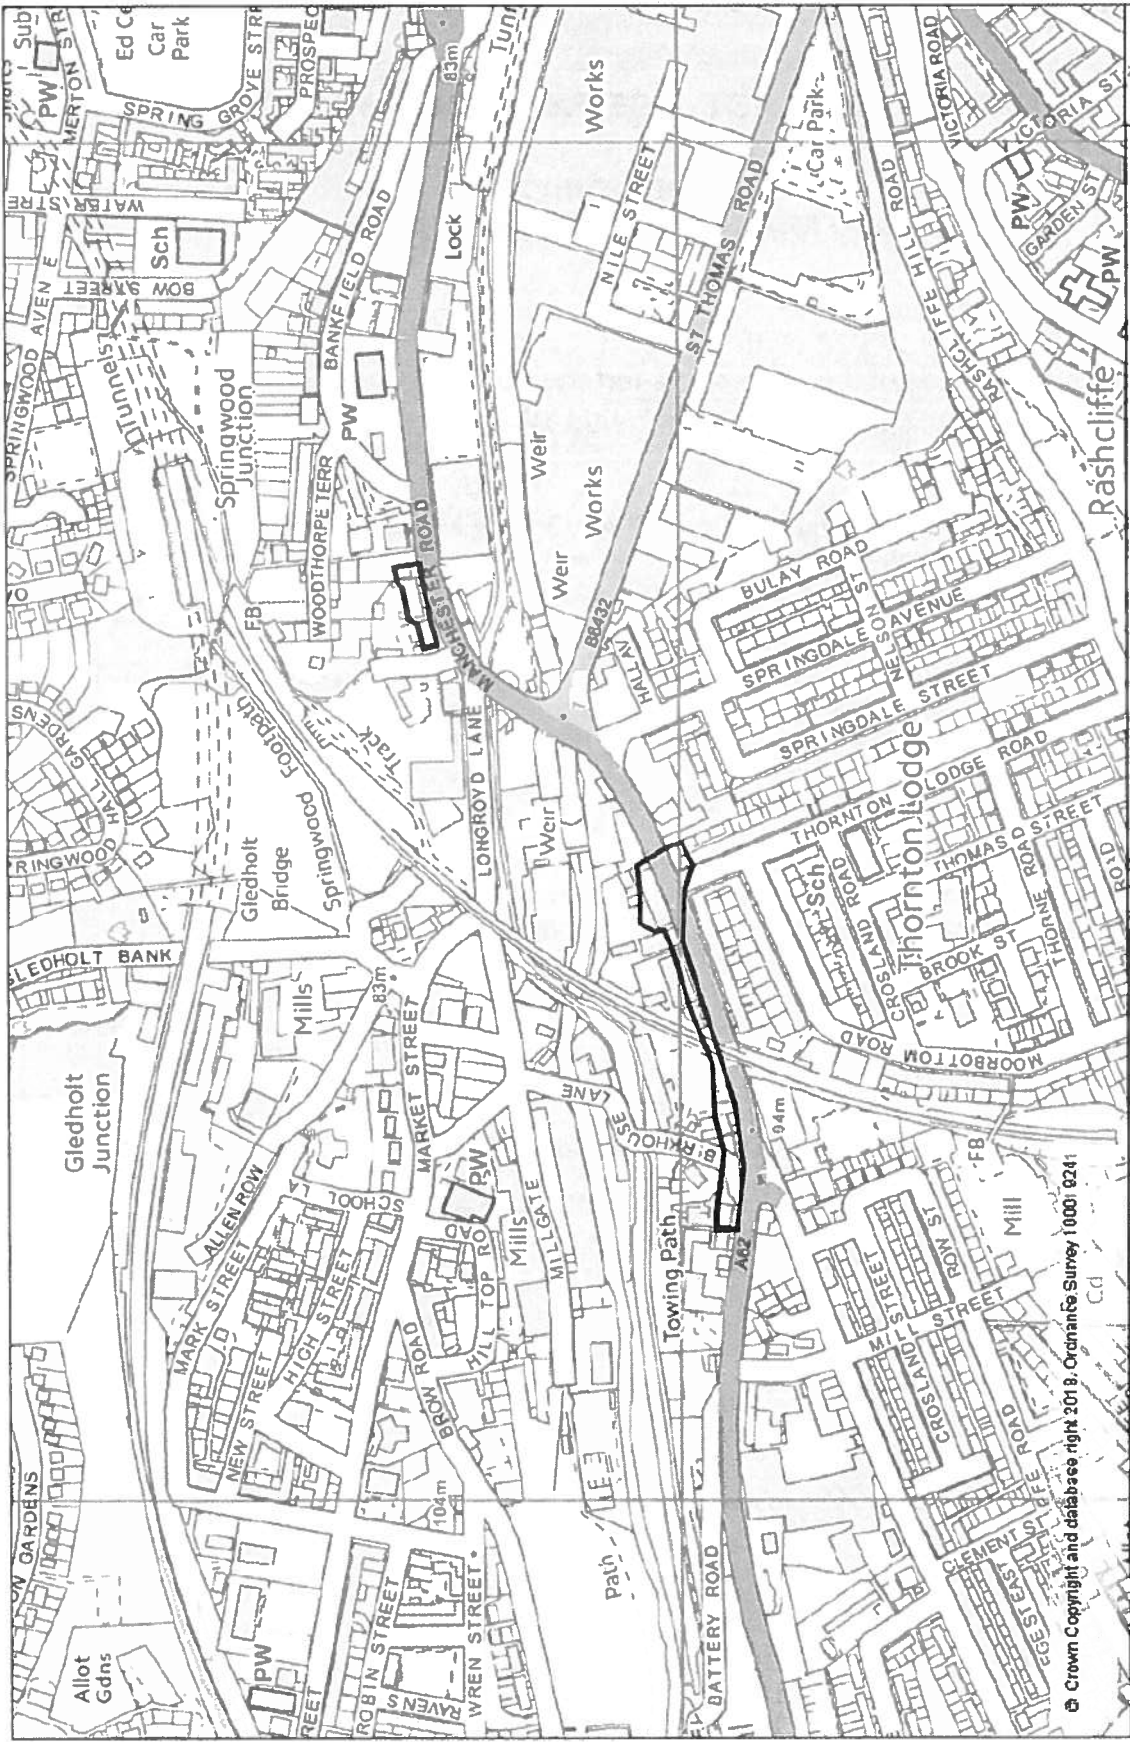 Allot
Gdns
GARDENS
PW
ROBIN STREET
RAVENS
WREN STREET
104m
BROW ROAD
HILL TOP ROAD
NEW STREET
HIGH STREET
MARK STREET
ALLEN ROW
SCHOOL LA
Gledholt
Junction
Mills
PW
Mills
MILLGATE
MARKET STREET
83m
GLEDHOLT BANK
Gledholt
Bridge
Springwood
Footpath
Track
HALL GARDENS
FB
Springwood
Junction
Tunnels
SPRINGWOOD AVEN E
BOW STREET
Sch
WATER STRE
MERTON STR
PW
Sub
Ed Ce
Car
Park
SPRING GROVE STR
PROSPEC
WOODTHORPE TERR
PW
BANKFIELD ROAD
83m
Lock
MANCHESTER ROAD
LONGROYD LANE
Weir
Weir
Weir
Works
Works
NILE STREET
ST THOMAS ROAD
B6432
Car Park
VICTORIA ROAD
VICTORIA ST
RASHCLIFFE HILL ROAD
PW
GARDEN ST
PW
Rashcliffe
HALL AV
BULAY ROAD
NELSON ST
SPRINGDALE AVENUE
SPRINGDALE STREET
THORNTON LODGE ROAD
Thornton Lodge
Sch
CROSLAND ROAD
THOMAS STREET
THORNE ROAD
BROOK ST
ROAD
MOORBOTTOM ROAD
BIRKHOUSE LANE
Towing Path
Path
BATTERY ROAD
A62
94m
FB
Mill
ROW ST
MILL STREET
CROSLAND STREET
CLEMENT ST
EGERST EAST
© Crown Copyright and database right 2018. Ordnance Survey 100019241